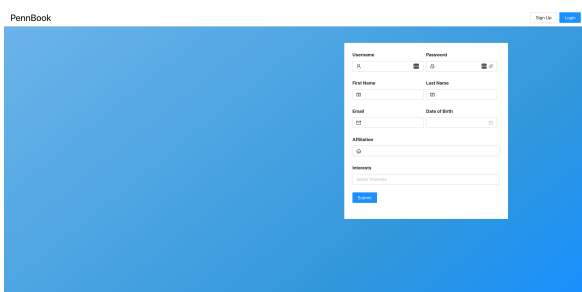 PennBook
Sign Up Login
Username Password
First Name Last Name
Email Date of Birth
Affiliation
Interests
Select Interests
Submit